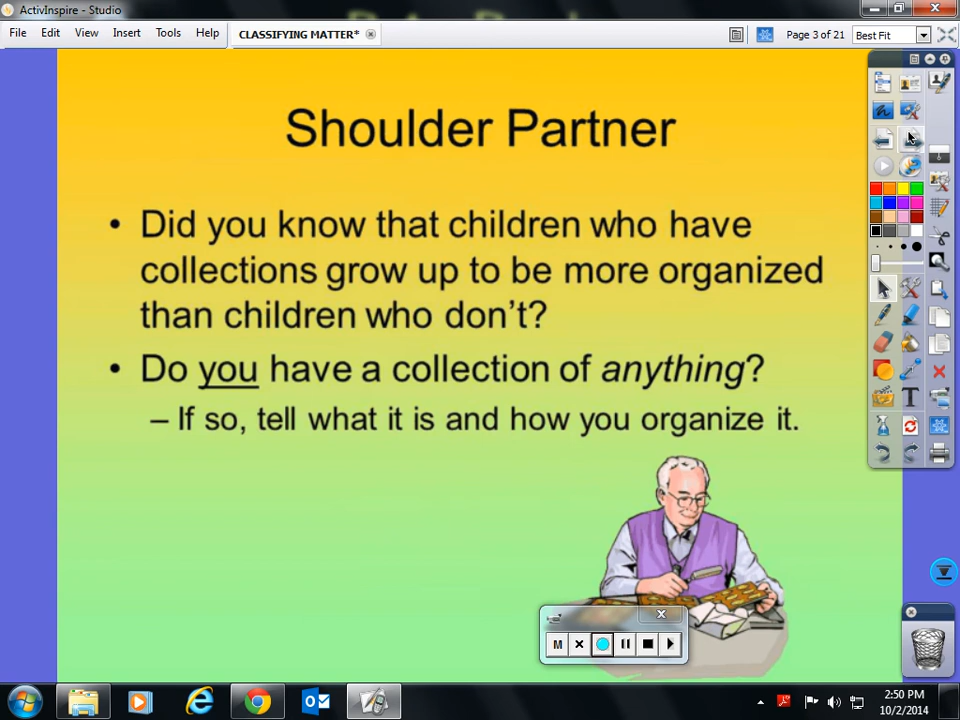 ActivInspire - Studio
File Edit View Insert Tools Help
CLASSIFYING MATTER*
Page 3 of 21
Best Fit
Shoulder Partner
• Did you know that children who have
collections grow up to be more organized
than children who don't?
• Do you have a collection of anything?
– If so, tell what it is and how you organize it.
M
T
2:50 PM
10/2/2014